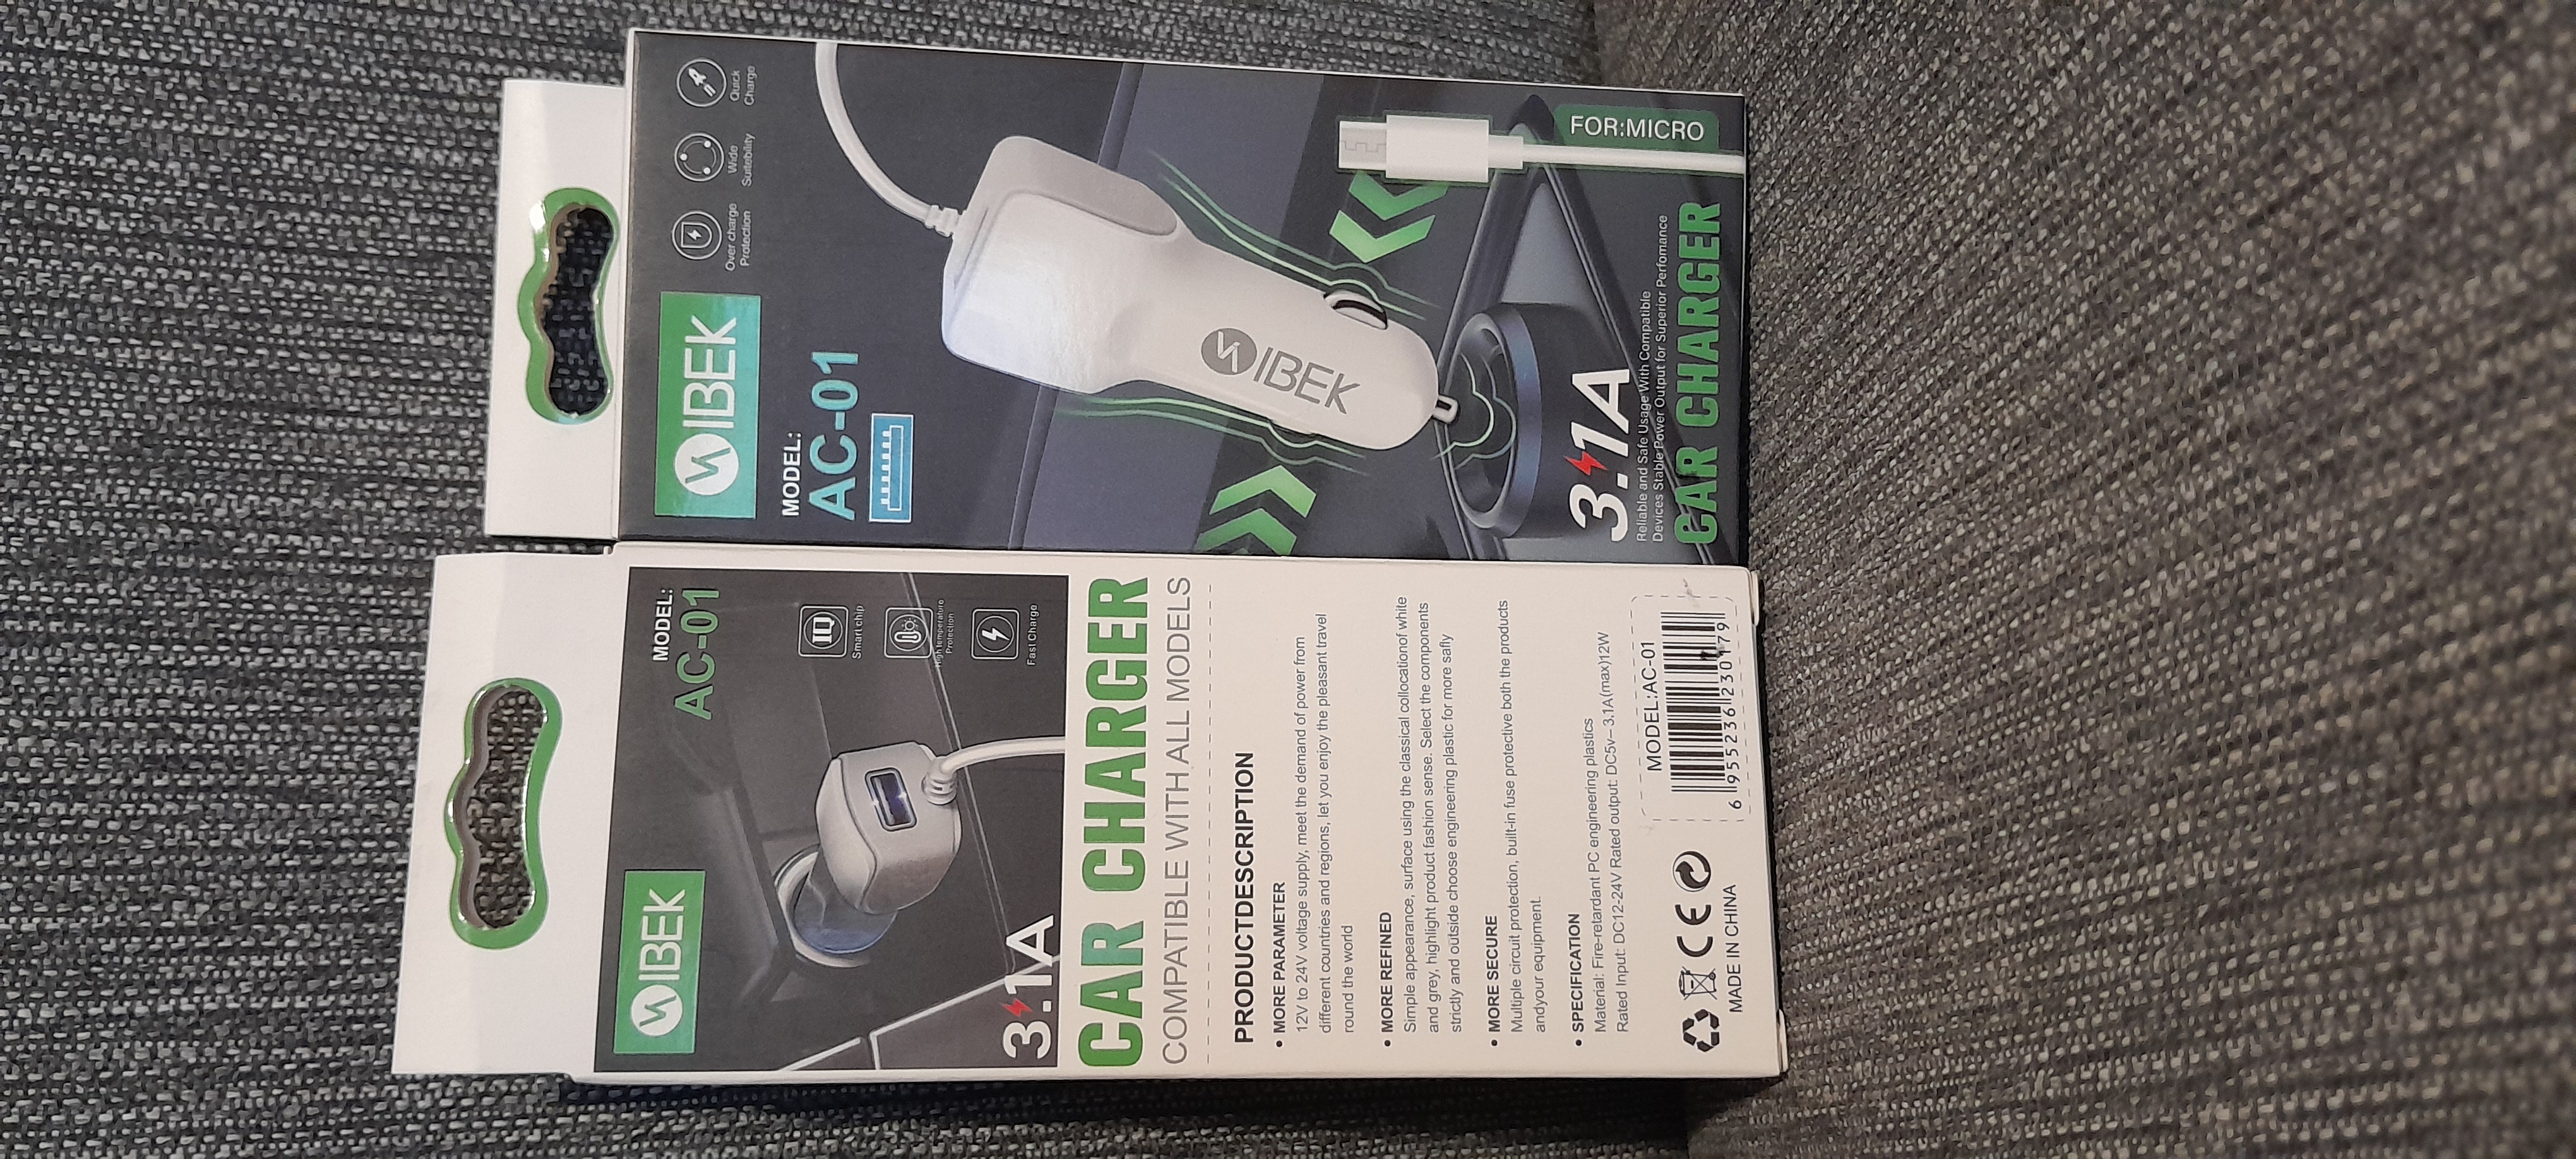 IBEK
MODEL:
AC-01
IQ
Smart chip
High temperature
Protection
Fast Charge
3.1A
CAR CHARGER
COMPATIBLE WITH ALL MODELS
PRODUCTDESCRIPTION
• MORE PARAMETER
12V to 24V voltage supply, meet the demand of power from
different countries and regions, let you enjoy the pleasant travel
round the world
• MORE REFINED
Simple appearance, surface using the classical collocationof white
and grey, highlight product fashion sense. Select the components
strictly and outside choose engineering plastic for more safly
• MORE SECURE
Multiple circuit protection, built-in fuse protective both the products
andyour equipment.
• SPECIFICATION
Material: Fire-retardant PC engineering plastics
Rated Input: DC12-24V Rated output: DC5v–3.1A(max)12W
MODEL:AC-01
CE
MADE IN CHINA
6 955236 230179
IBEK
Over charge
Protection
Wide
Suitebility
Quick
Charge
MODEL:
AC-01
IBEK
FOR:MICRO
3.1A
Reliable and Safe Usage With Compatible
Devices Stable Power Output for Superior Perfomance
CAR CHARGER